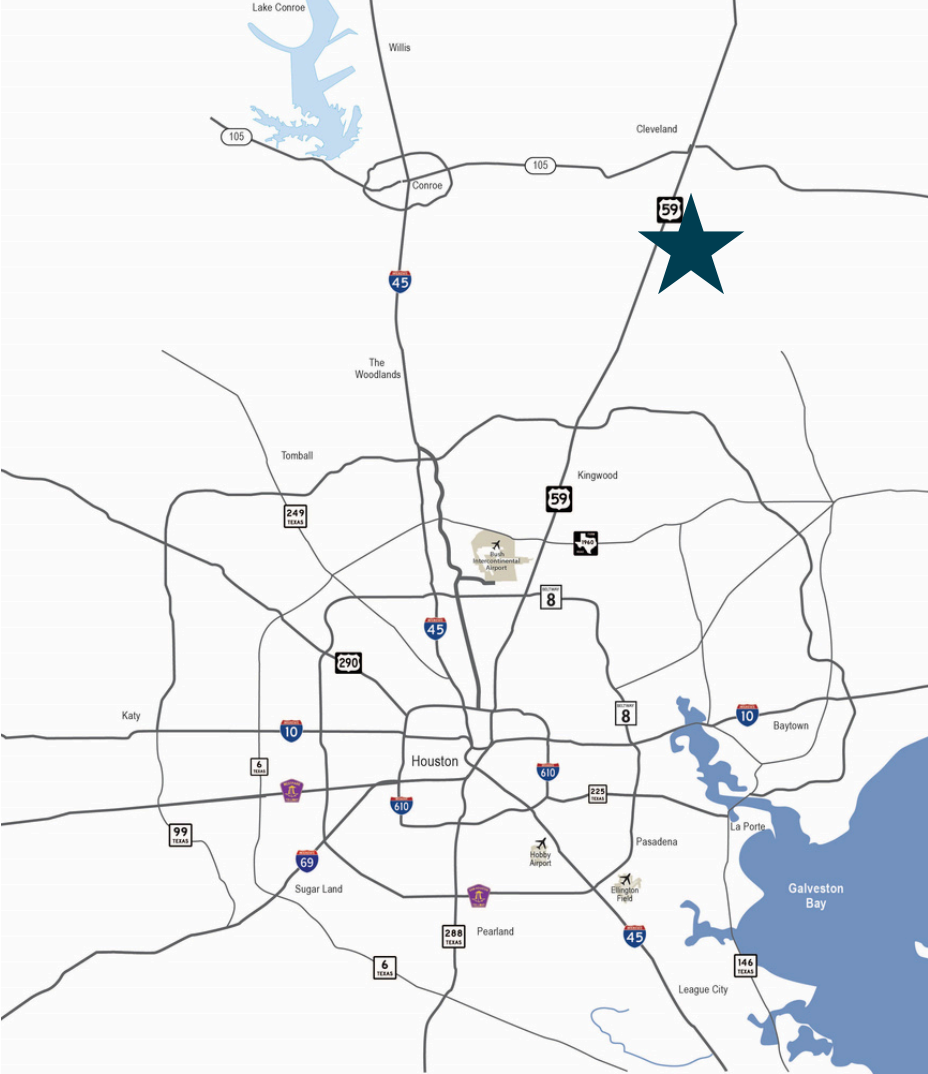 Lake Conroe
Willis
Cleveland
105
105
Conroe
59
45
The
Woodlands
Tomball
Kingwood
59
249
TEXAS
1960
Bush
Intercontinental
Airport
BELTWAY
8
45
290
BELTWAY
8
Katy
10
10
Baytown
Houston
6
TEXAS
610
610
225
TEXAS
99
TEXAS
La Porte
Pasadena
Hobby
Airport
69
Sugar Land
Ellington
Field
Galveston
Bay
288
TEXAS
Pearland
45
6
TEXAS
146
TEXAS
League City